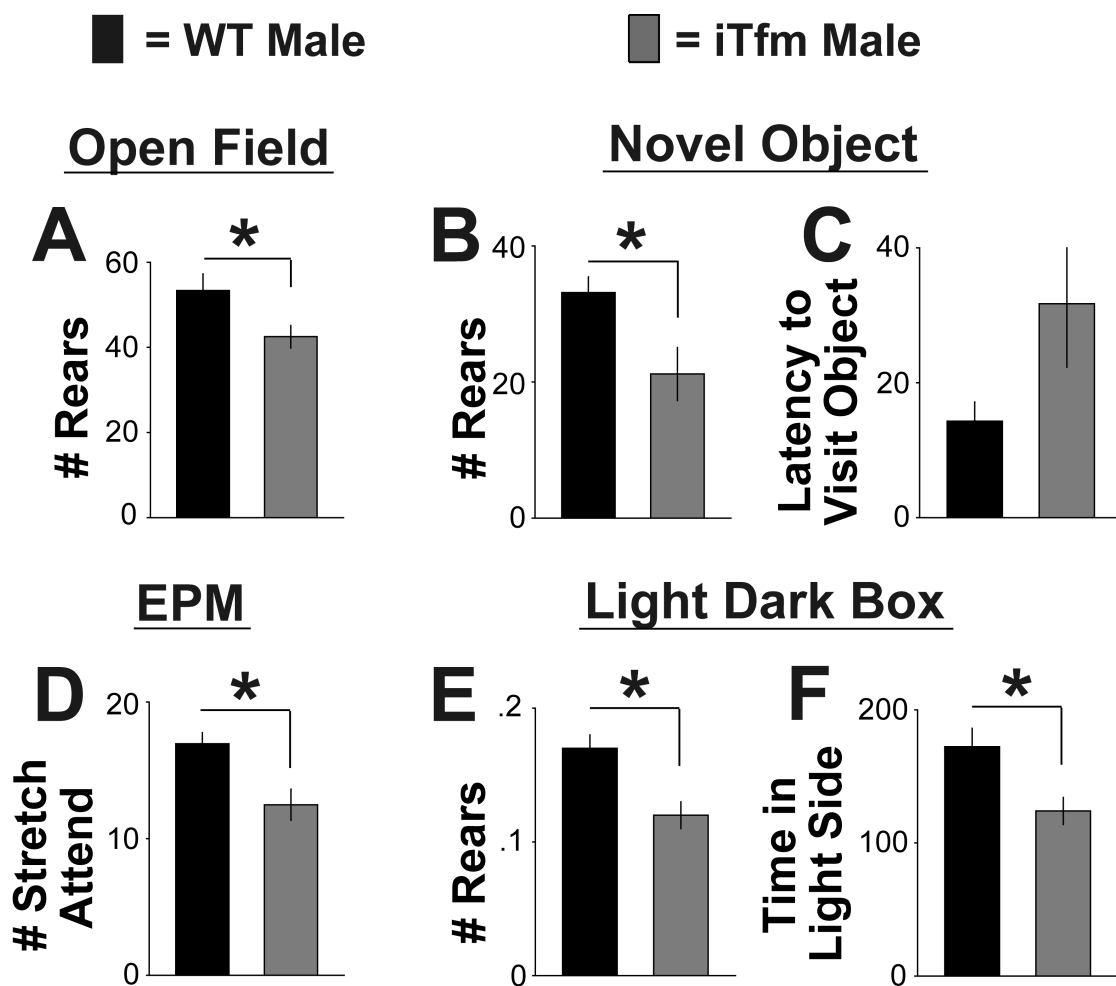 = WT Male
= iTfm Male
Open Field
Novel Object
A
*
# Rears
60
40
20
0
B
*
# Rears
40
20
0
C
Latency to
Visit Object
40
20
0
EPM
Light Dark Box
D
*
# Stretch
Attend
20
10
0
E
*
# Rears
.2
.1
0
F
*
Time in
Light Side
200
100
0